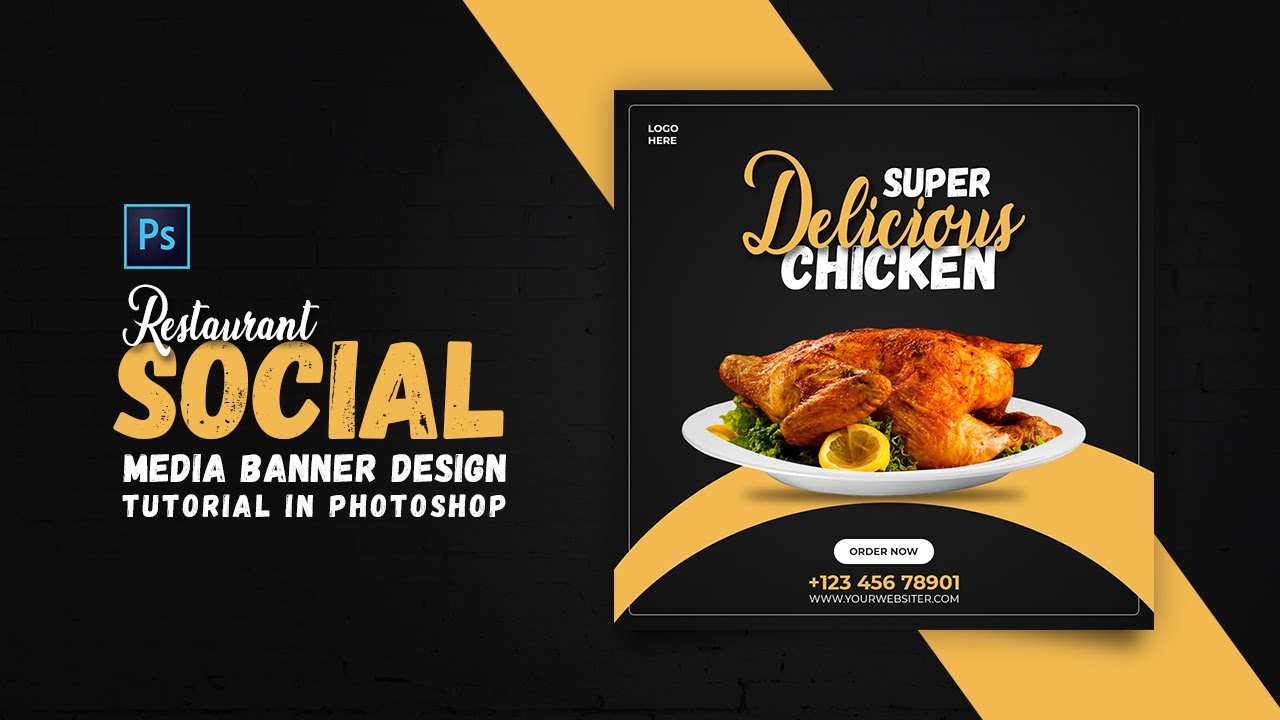 Ps
Restaurant
SOCIAL
MEDIA BANNER DESIGN
TUTORIAL IN PHOTOSHOP
LOGO
HERE
SUPER
Delicious
CHICKEN
ORDER NOW
+123 456 78901
WWW.YOURWEBSITER.COM